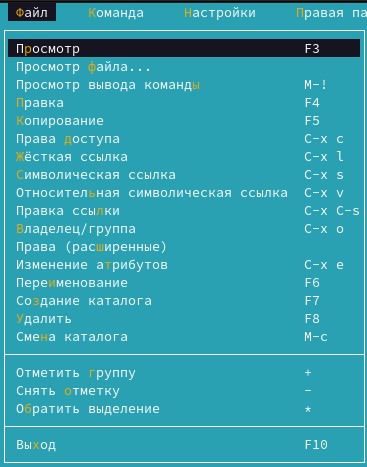 Файл Команда Настройки Правая па
Просмотр F3
Просмотр файла...
Просмотр вывода команды M-!
Правка F4
Копирование F5
Права доступа C-x c
Жёсткая ссылка C-x l
Символическая ссылка C-x s
Относительная символическая ссылка C-x v
Правка ссылки C-x C-s
Владелец/группа C-x o
Права (расширенные)
Изменение атрибутов C-x e
Переименование F6
Создание каталога F7
Удалить F8
Смена каталога M-c
Отметить группу +
Снять отметку -
Обратить выделение *
Выход F10